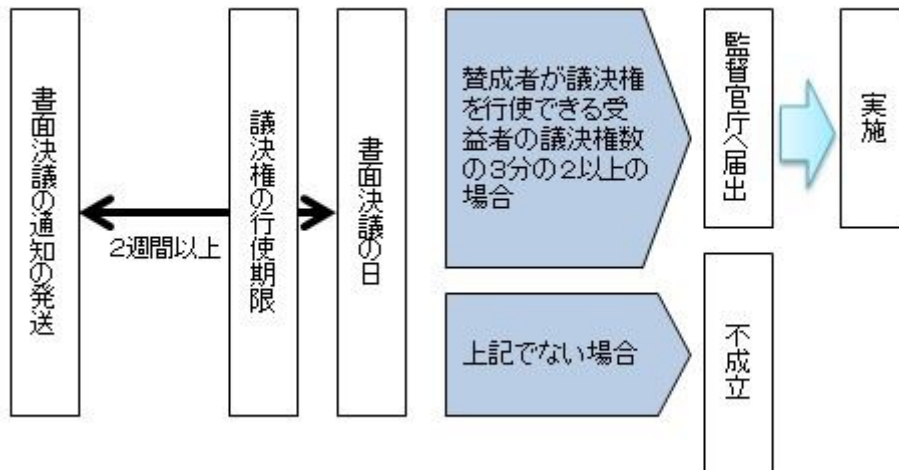 書面決議の通知の発送
2週間以上
議決権の行使期限
書面決議の日
賛成者が議決権
を行使できる受
益者の議決権数
の3分の2以上の
場合
監督官庁へ届出
実施
上記でない場合
不成立